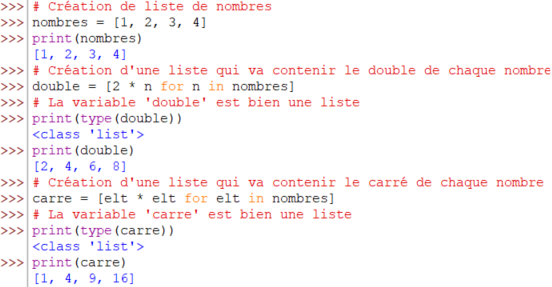 >>> # Création de liste de nombres
>>> nombres = [1, 2, 3, 4]
>>> print(nombres)
[1, 2, 3, 4]
>>> # Création d'une liste qui va contenir le double de chaque nombre
>>> double = [2 * n for n in nombres]
>>> # La variable 'double' est bien une liste
>>> print(type(double))
<class 'list'>
>>> print(double)
[2, 4, 6, 8]
>>> # Création d'une liste qui va contenir le carré de chaque nombre
>>> carre = [elt * elt for elt in nombres]
>>> # La variable 'carre' est bien une liste
>>> print(type(carre))
<class 'list'>
>>> print(carre)
[1, 4, 9, 16]